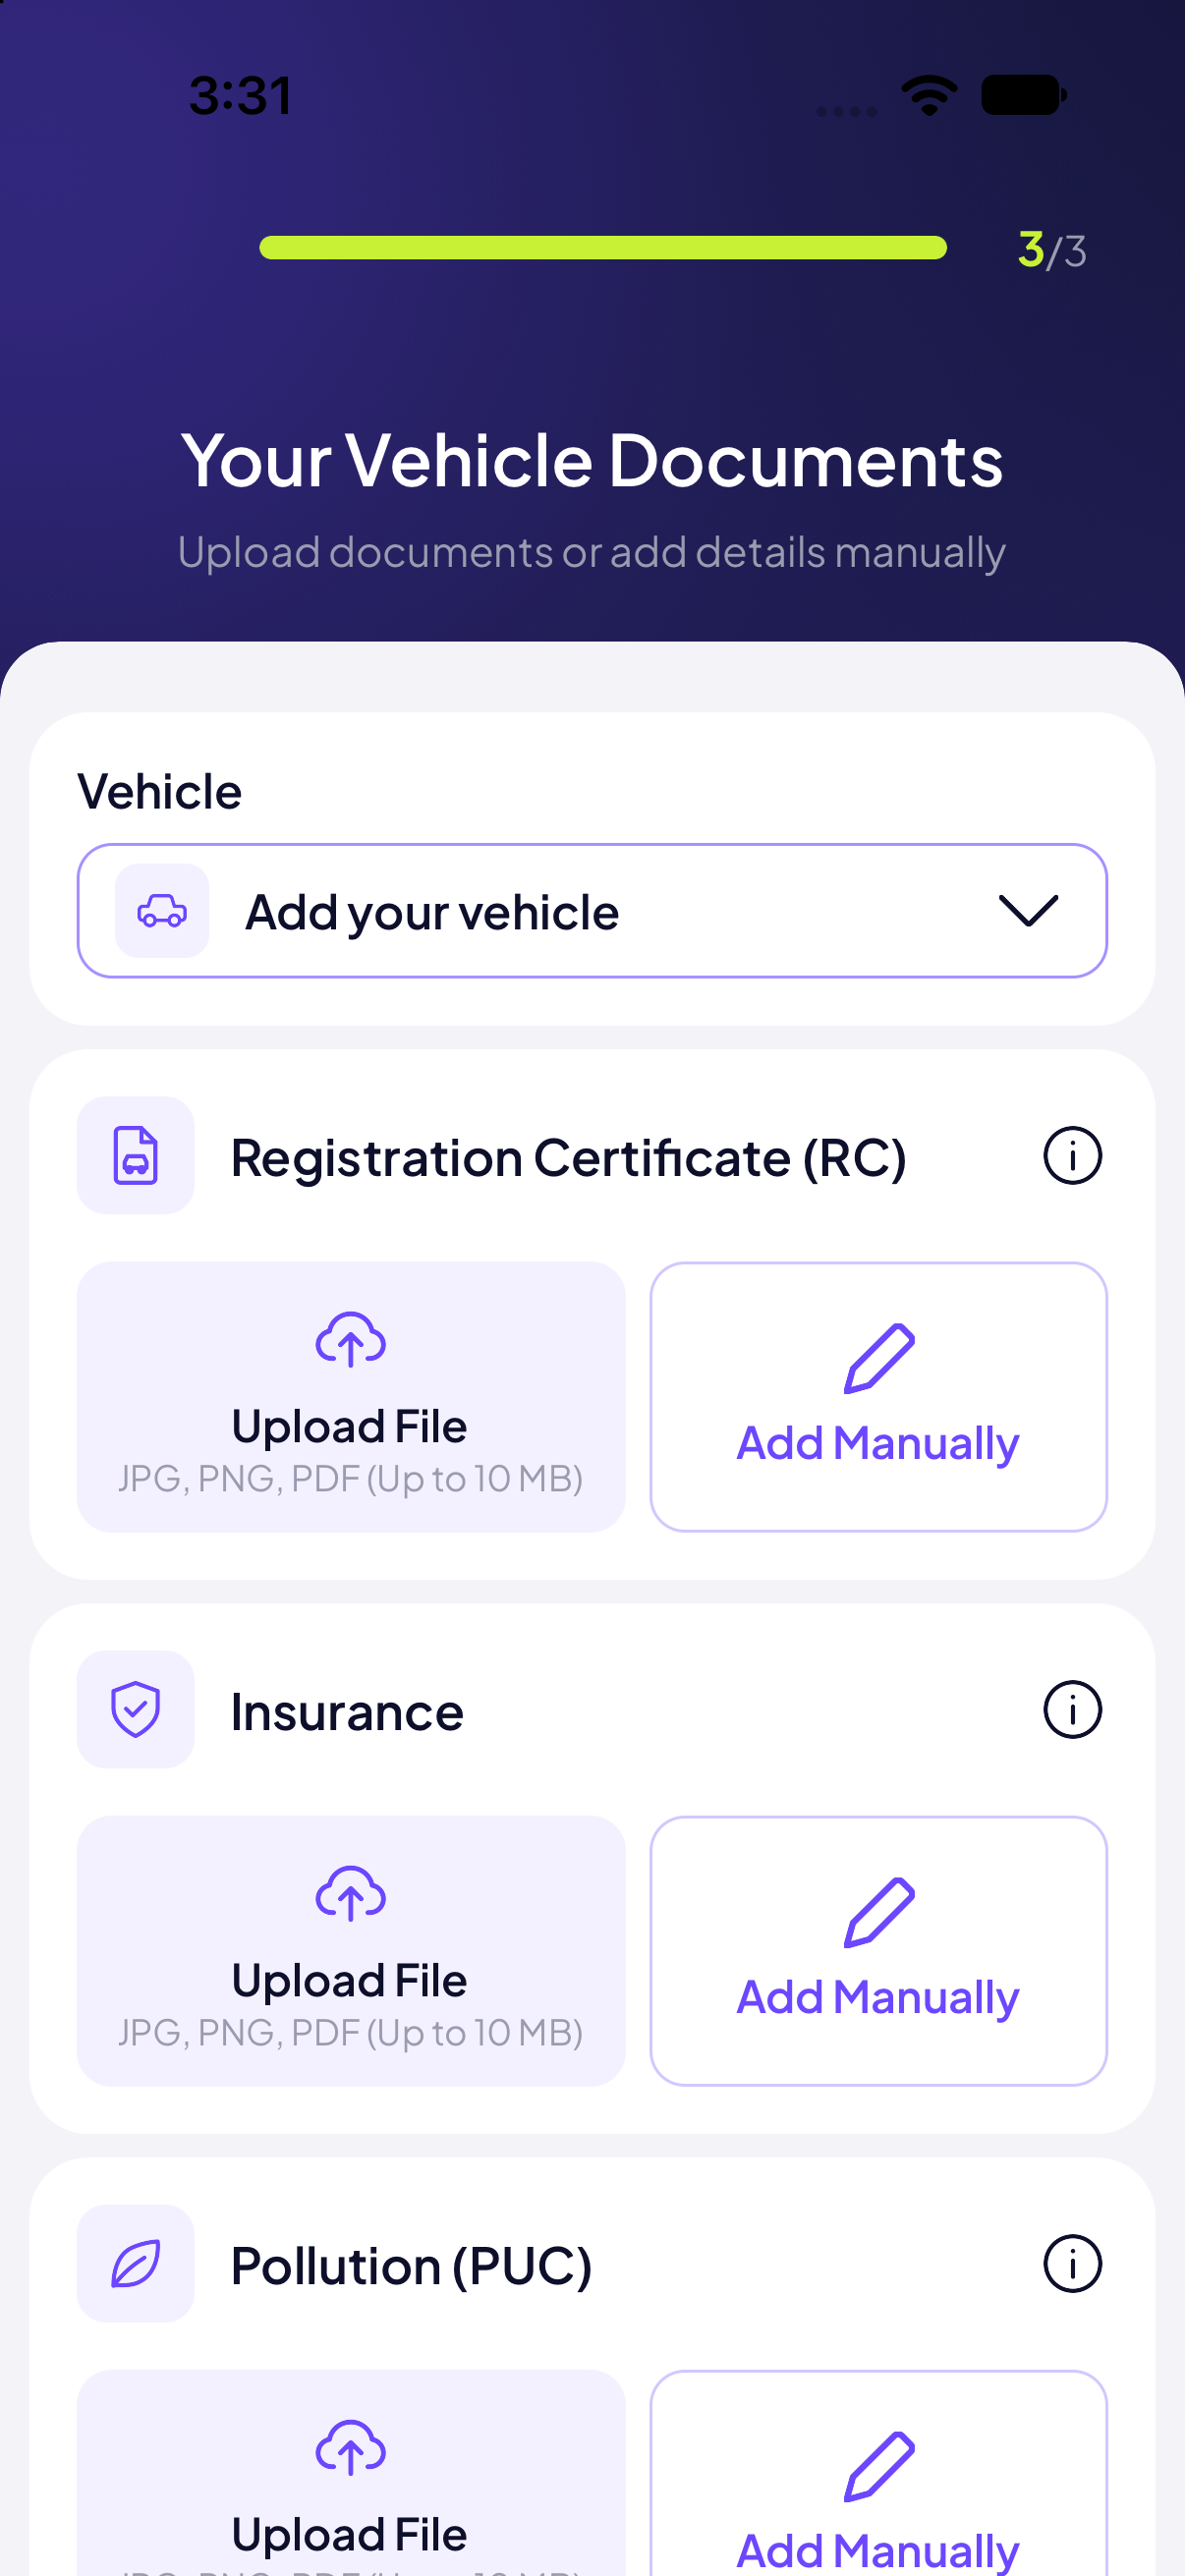 3:31
3/3
Your Vehicle Documents
Upload documents or add details manually
Vehicle
Add your vehicle
Registration Certificate (RC)
Upload File
JPG, PNG, PDF (Up to 10 MB)
Add Manually
Insurance
Upload File
JPG, PNG, PDF (Up to 10 MB)
Add Manually
Pollution (PUC)
Upload File
Add Manually